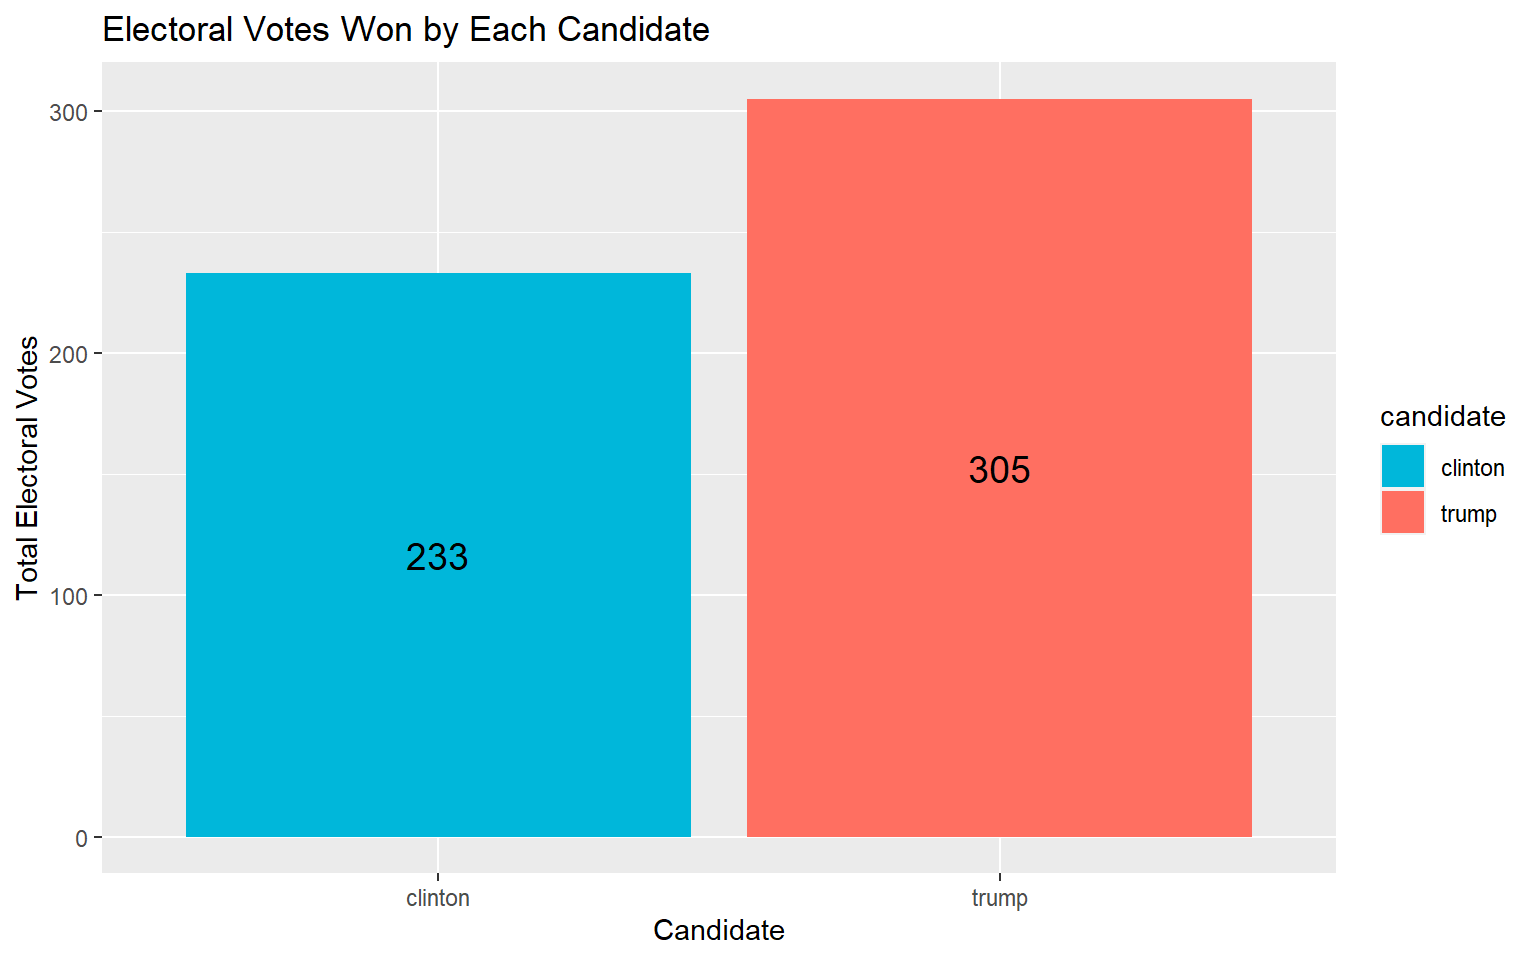 Electoral Votes Won by Each Candidate
Total Electoral Votes
300
200
100
0
233
305
clinton
trump
Candidate
candidate
clinton
trump